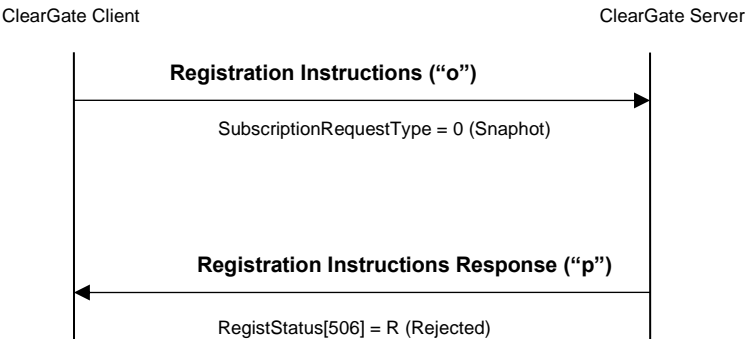 ClearGate Client
ClearGate Server
Registration Instructions (“o”)
SubscriptionRequestType = 0 (Snaphot)
Registration Instructions Response (“p”)
RegistStatus[506] = R (Rejected)